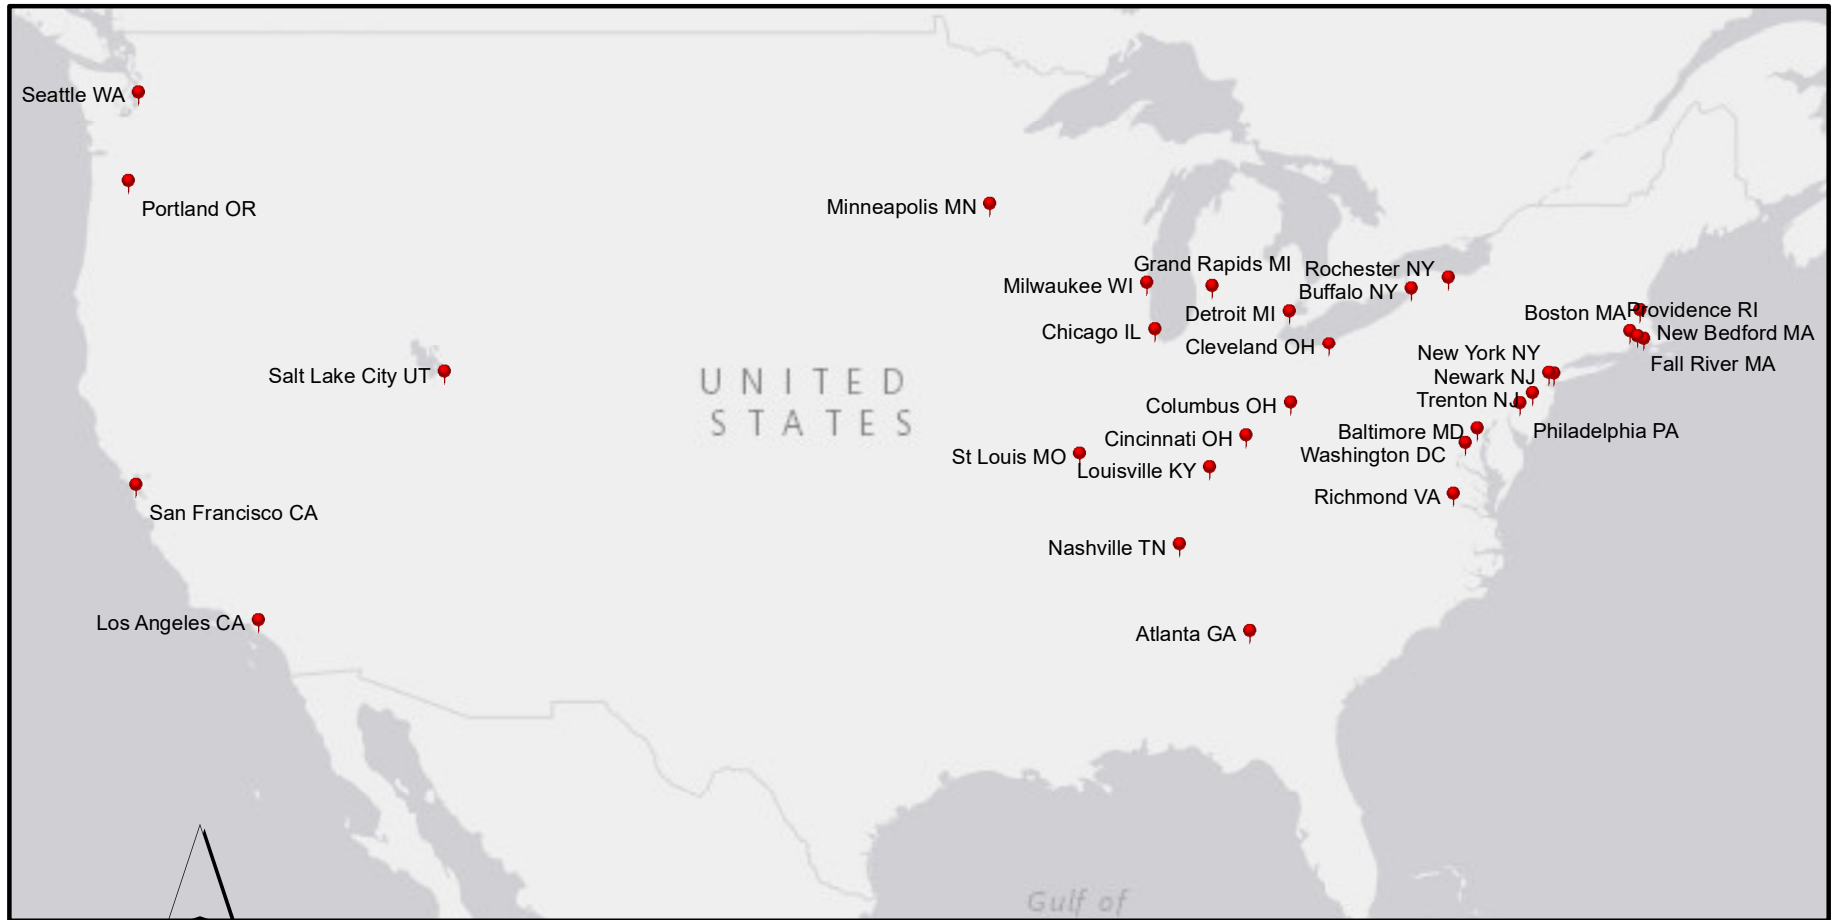 Seattle WA
Portland OR
Minneapolis MN
Grand Rapids MI
Rochester NY
Milwaukee WI
Buffalo NY
Detroit MI
Boston MA
Providence RI
Chicago IL
New Bedford MA
Cleveland OH
New York NY
Fall River MA
Salt Lake City UT
Newark NJ
UNITED
STATES
Trenton NJ
Columbus OH
Baltimore MD
Philadelphia PA
Cincinnati OH
Washington DC
St Louis MO
Louisville KY
Richmond VA
San Francisco CA
Nashville TN
Los Angeles CA
Atlanta GA
Gulf of